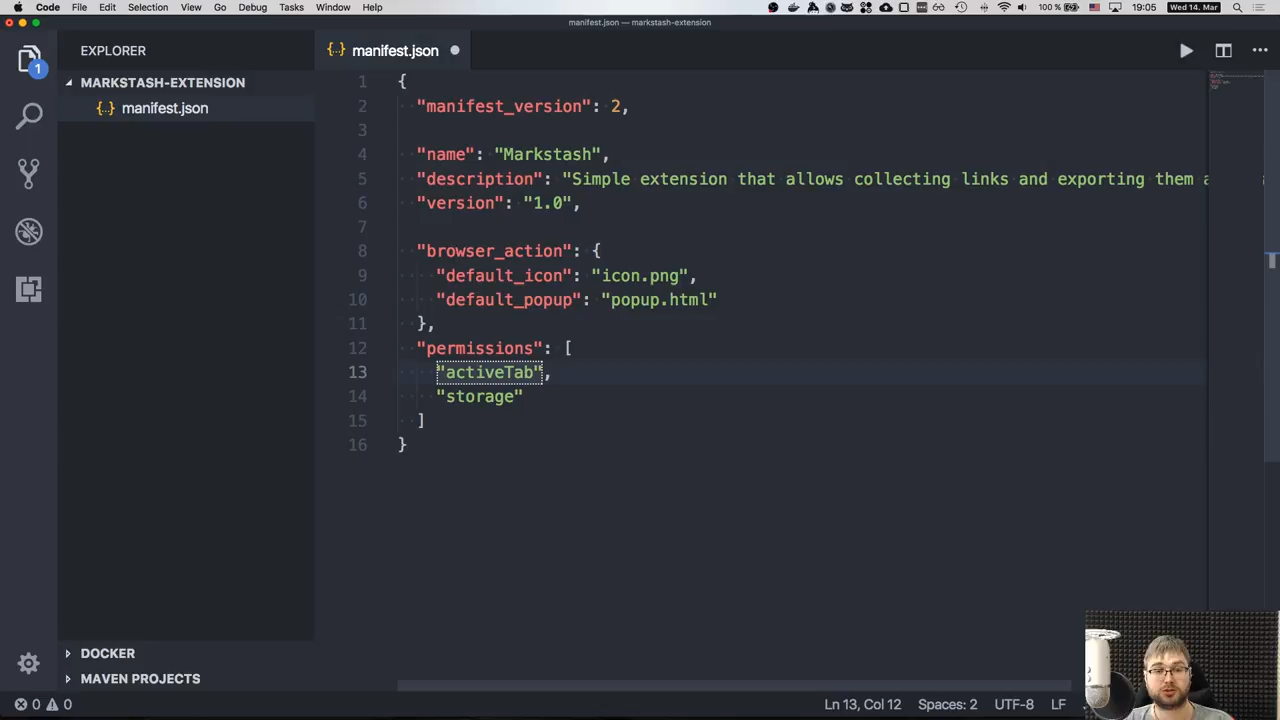 Code File Edit Selection View Go Debug Tasks Window Help 100 % 19:05 Wed 14. Mar
manifest.json — markstash-extension
EXPLORER
manifest.json
1
MARKSTASH-EXTENSION
{..} manifest.json
DOCKER
MAVEN PROJECTS
1 {
2 "manifest_version": 2,
3
4 "name": "Markstash",
5 "description": "Simple extension that allows collecting links and exporting them a
6 "version": "1.0",
7
8 "browser_action": {
9 "default_icon": "icon.png",
10 "default_popup": "popup.html"
11 },
12 "permissions": [
13 "activeTab",
14 "storage"
15 ]
16 }
0 0 Ln 13, Col 12 Spaces: 2 UTF-8 LF